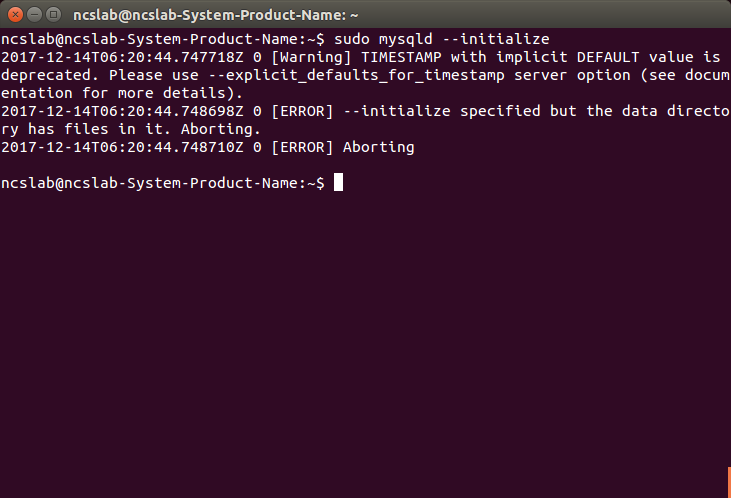 ncslab@ncslab-System-Product-Name: ~
ncslab@ncslab-System-Product-Name:~$ sudo mysqld --initialize
2017-12-14T06:20:44.747718Z 0 [Warning] TIMESTAMP with implicit DEFAULT value is
deprecated. Please use --explicit_defaults_for_timestamp server option (see docum
entation for more details).
2017-12-14T06:20:44.748698Z 0 [ERROR] --initialize specified but the data directo
ry has files in it. Aborting.
2017-12-14T06:20:44.748710Z 0 [ERROR] Aborting
ncslab@ncslab-System-Product-Name:~$